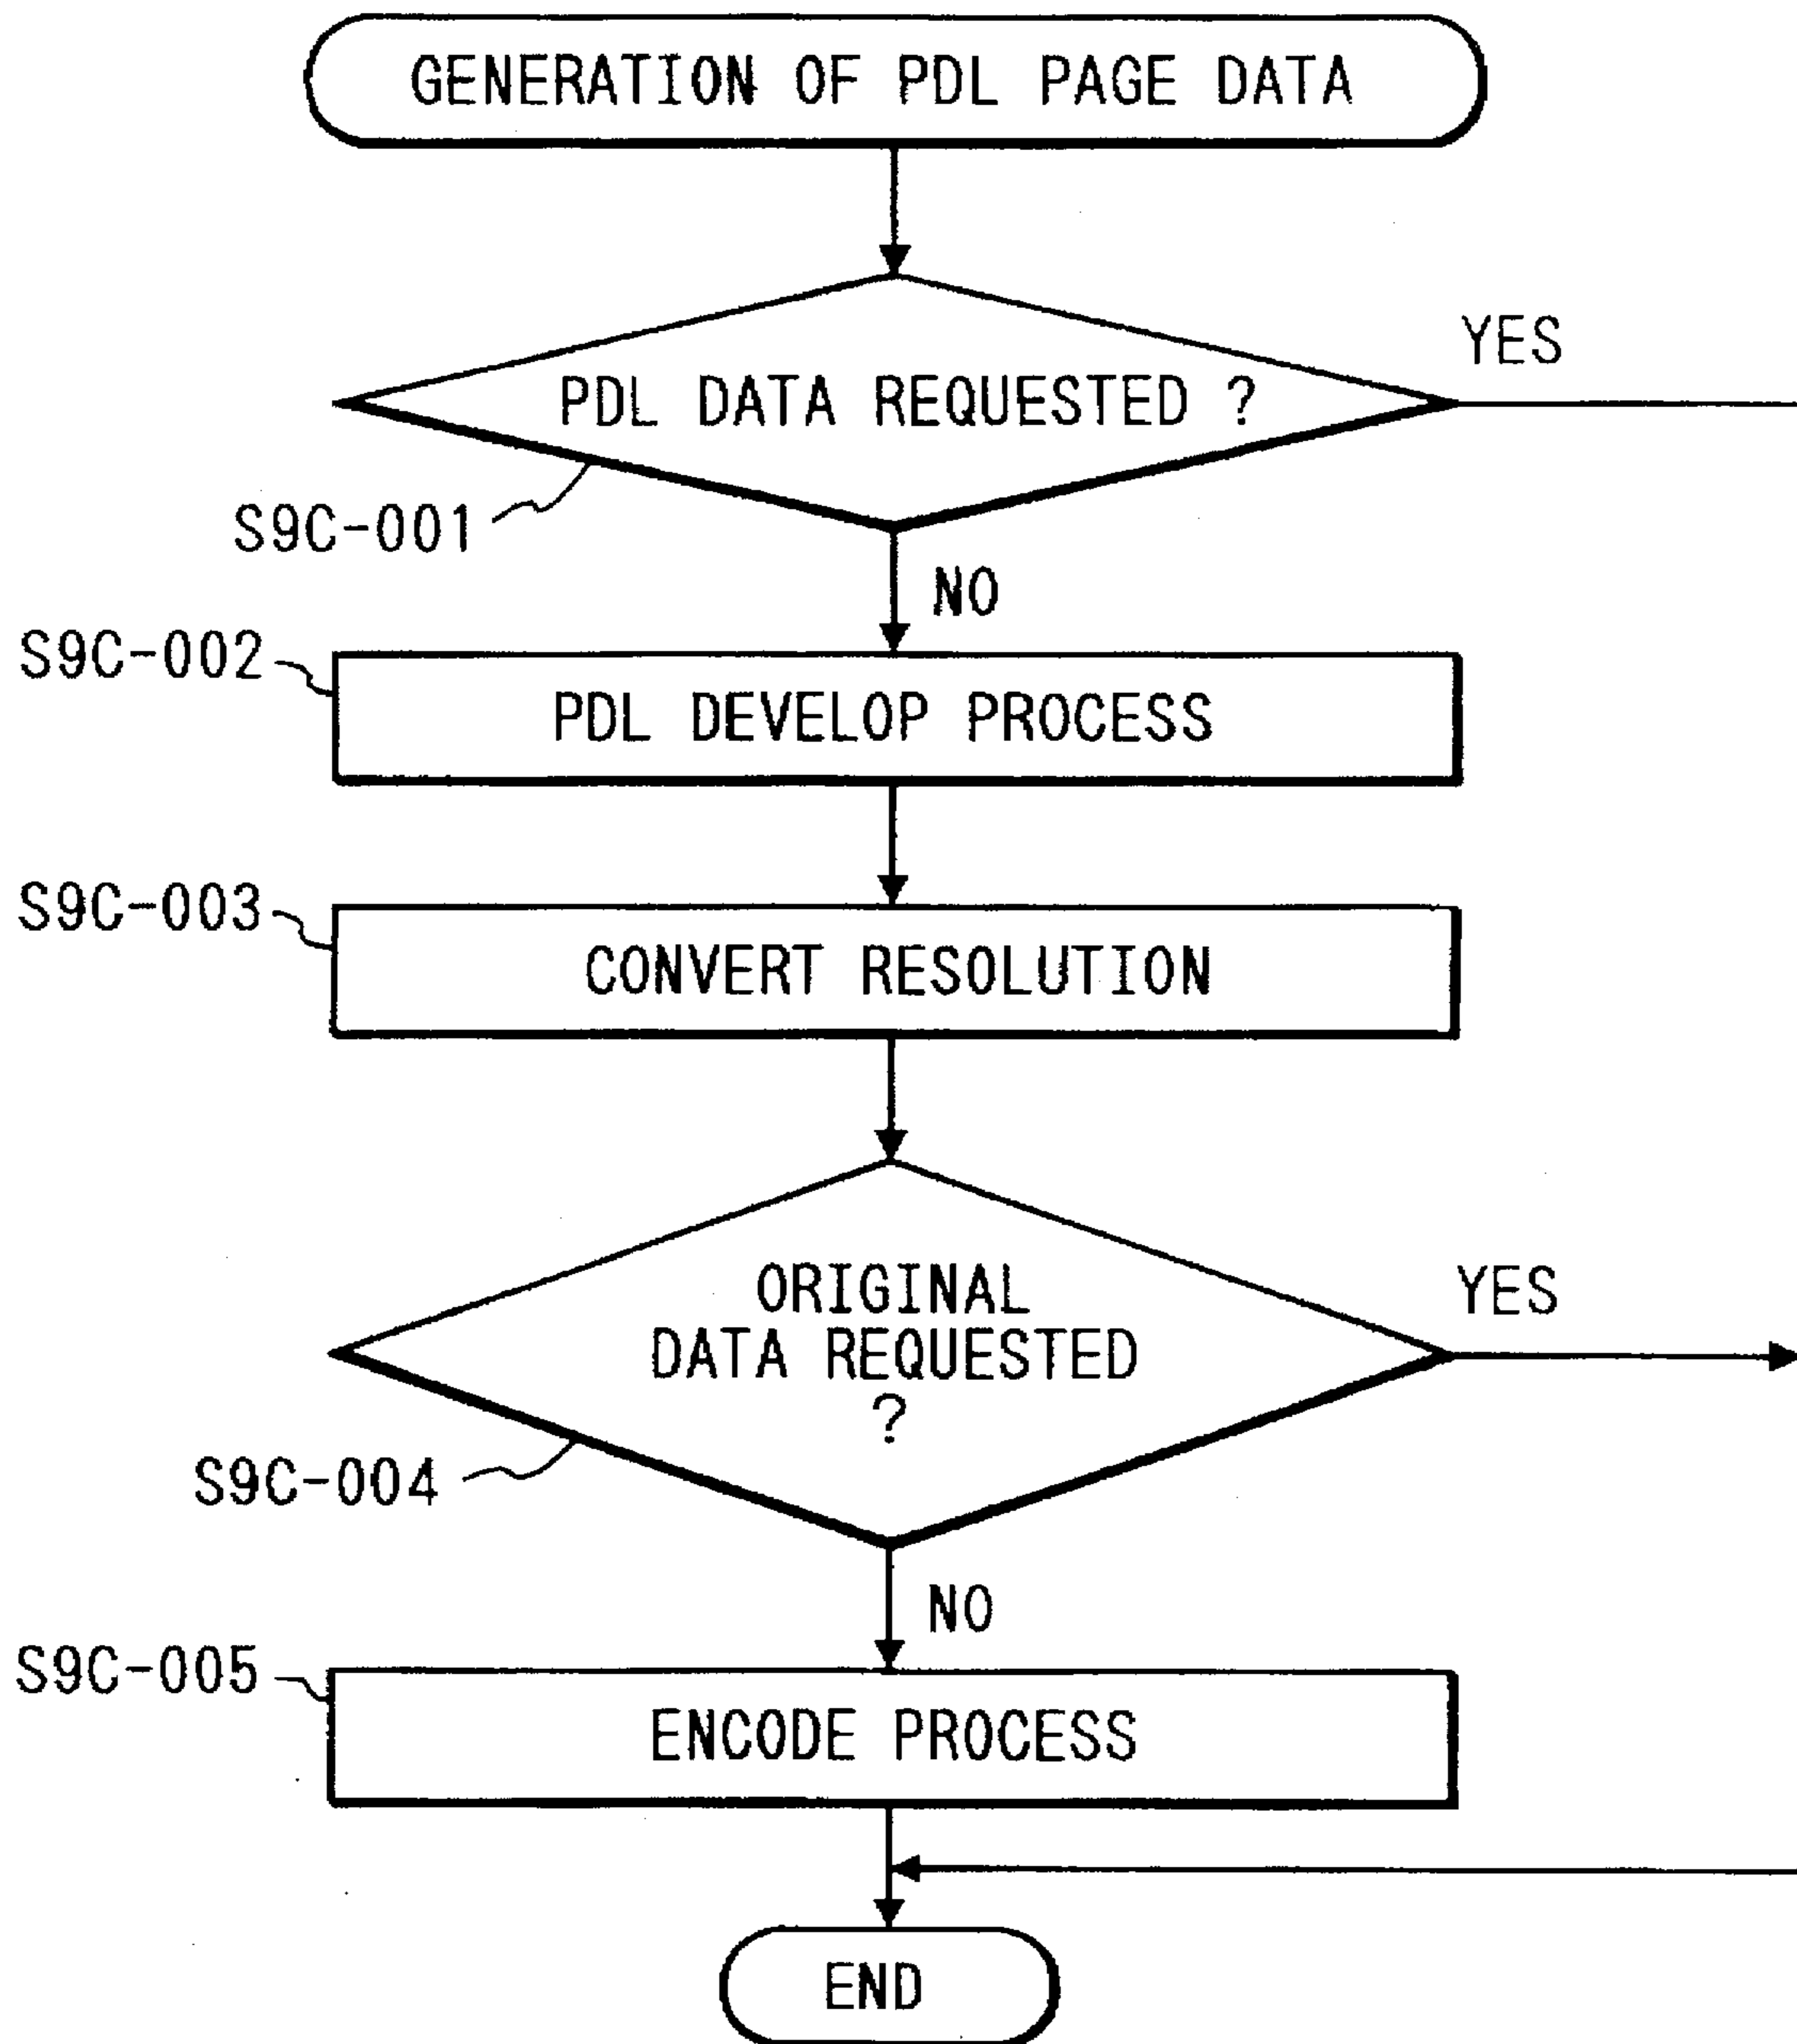 GENERATION OF PDL PAGE DATA
PDL DATA REQUESTED ?
YES
S9C-001
NO
S9C-002
PDL DEVELOP PROCESS
S9C-003
CONVERT RESOLUTION
ORIGINAL
DATA REQUESTED
?
YES
S9C-004
NO
S9C-005
ENCODE PROCESS
END